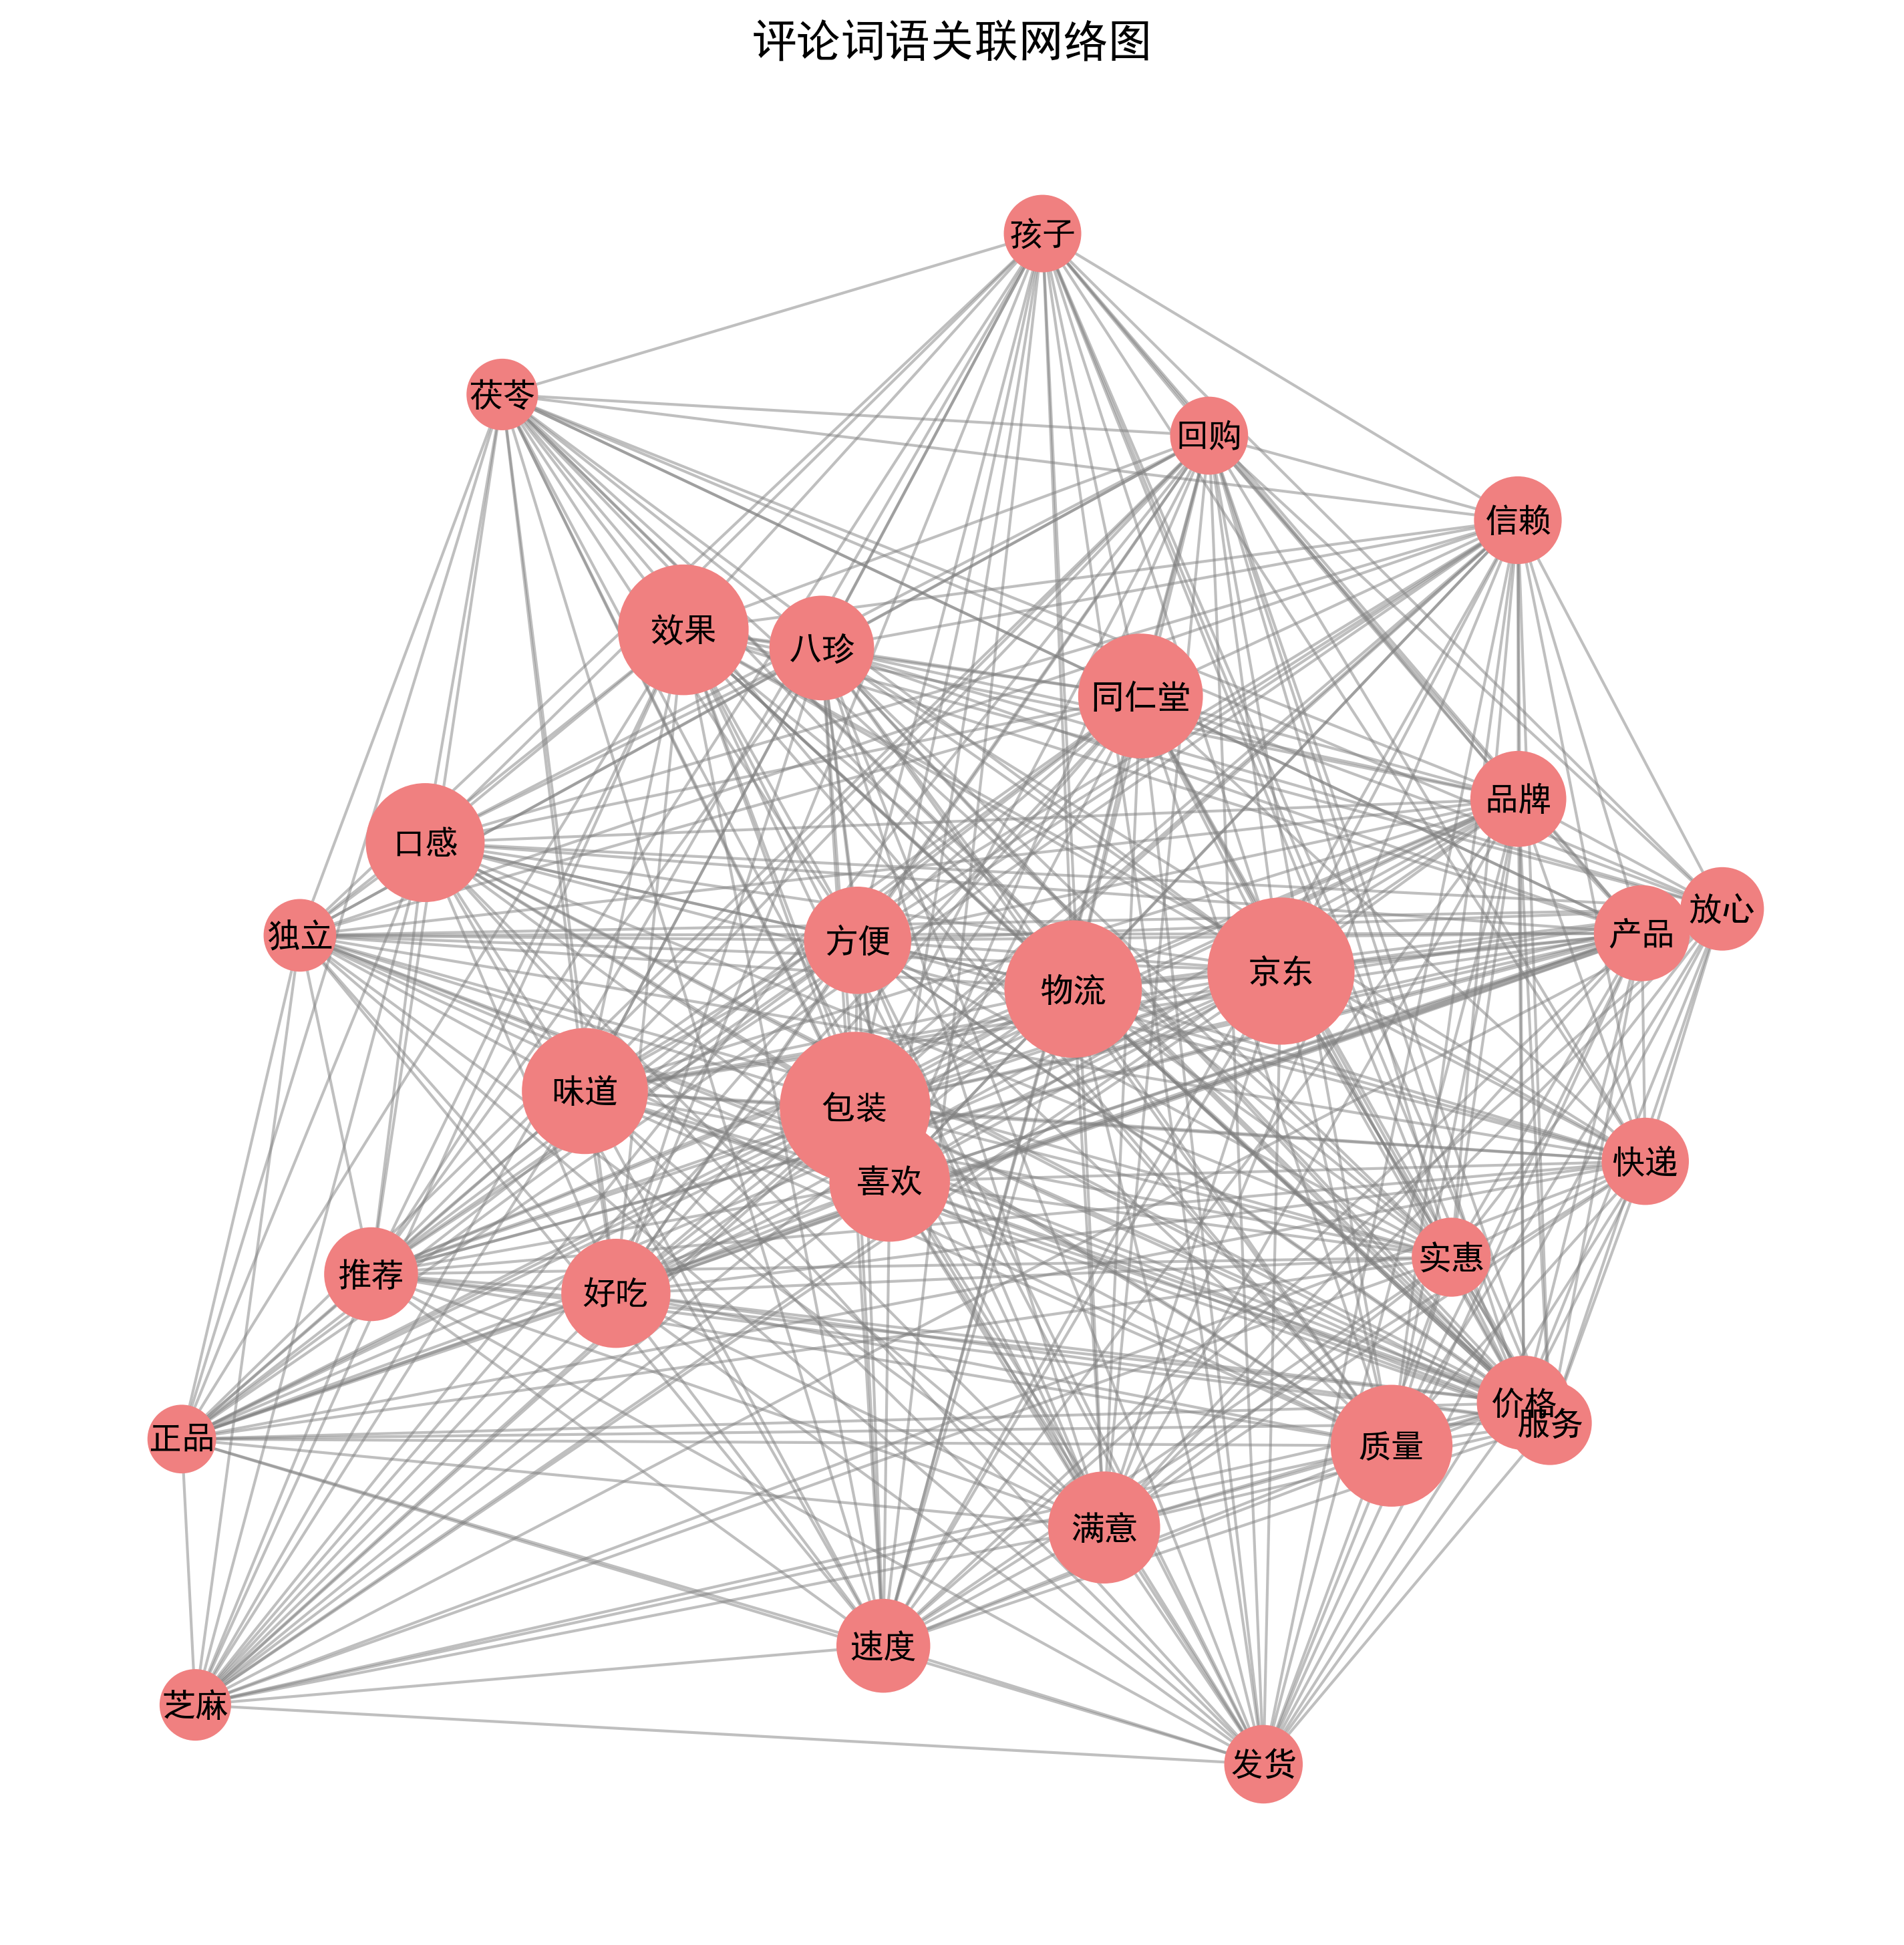 评论词语关联网络图
孩子
茯苓
回购
信赖
效果
八珍
同仁堂
品牌
口感
放心
独立
方便
产品
物流
京东
味道
包装
快递
喜欢
实惠
推荐
好吃
价格
服务
正品
质量
满意
速度
芝麻
发货